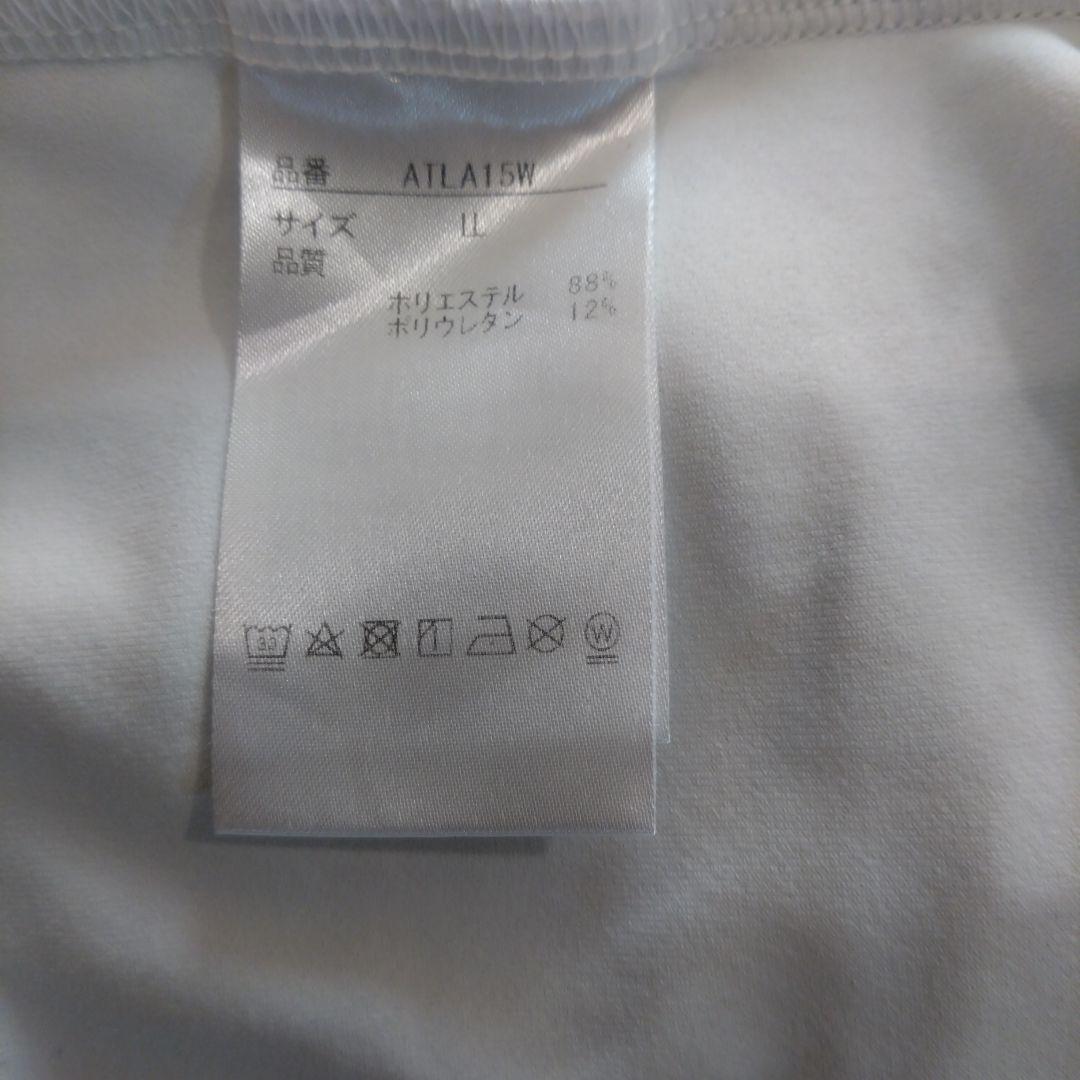 品番 ATLA15W
サイズ LL
品質
ポリエステル 88%
ポリウレタン 12%
30 W